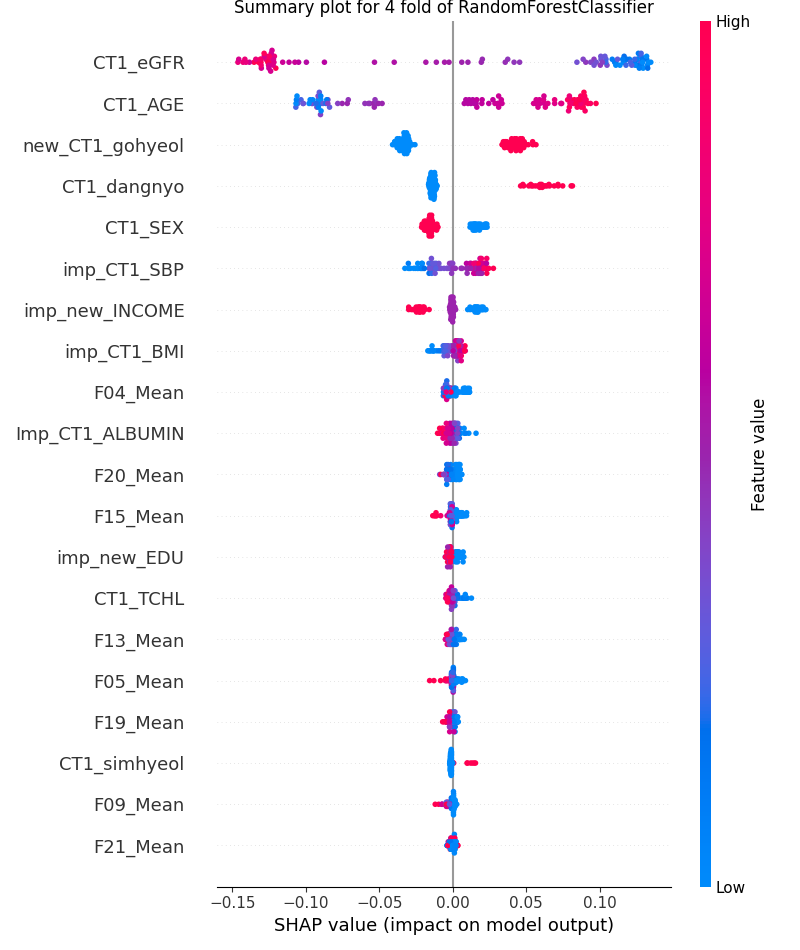 Summary plot for 4 fold of RandomForestClassifier
High
CT1_eGFR
CT1_AGE
new_CT1_gohyeol
CT1_dangnyo
CT1_SEX
imp_CT1_SBP
imp_new_INCOME
imp_CT1_BMI
F04_Mean
Imp_CT1_ALBUMIN
F20_Mean
F15_Mean
imp_new_EDU
CT1_TCHL
F13_Mean
F05_Mean
F19_Mean
CT1_simhyeol
F09_Mean
F21_Mean
Feature value
Low
−0.15 −0.10 −0.05 0.00 0.05 0.10
SHAP value (impact on model output)